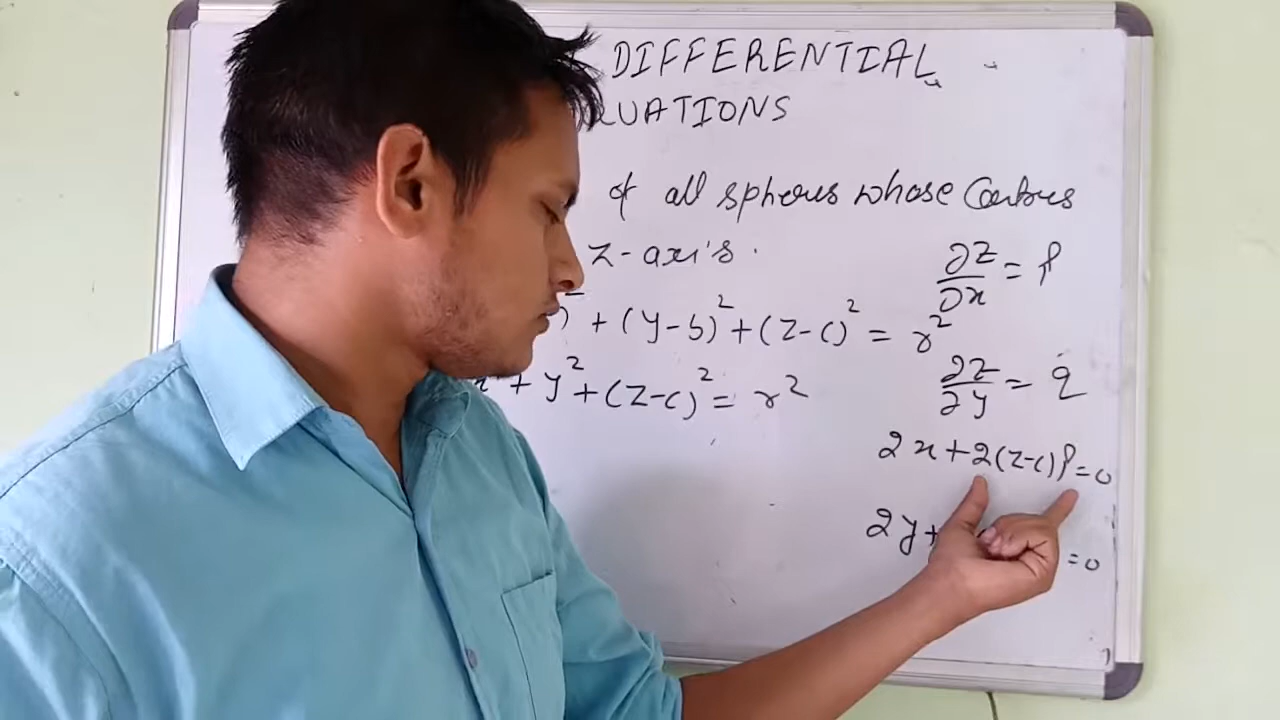 DIFFERENTIAL
QUATIONS
of all spheres whose Centres
Z-axis.
)² + (y-b)² + (z-c)² = r²
x² + y² + (z-c)² = r²
∂z/∂x = p
∂z/∂y = q
2x+2(z-c)p=0
2y+ =0